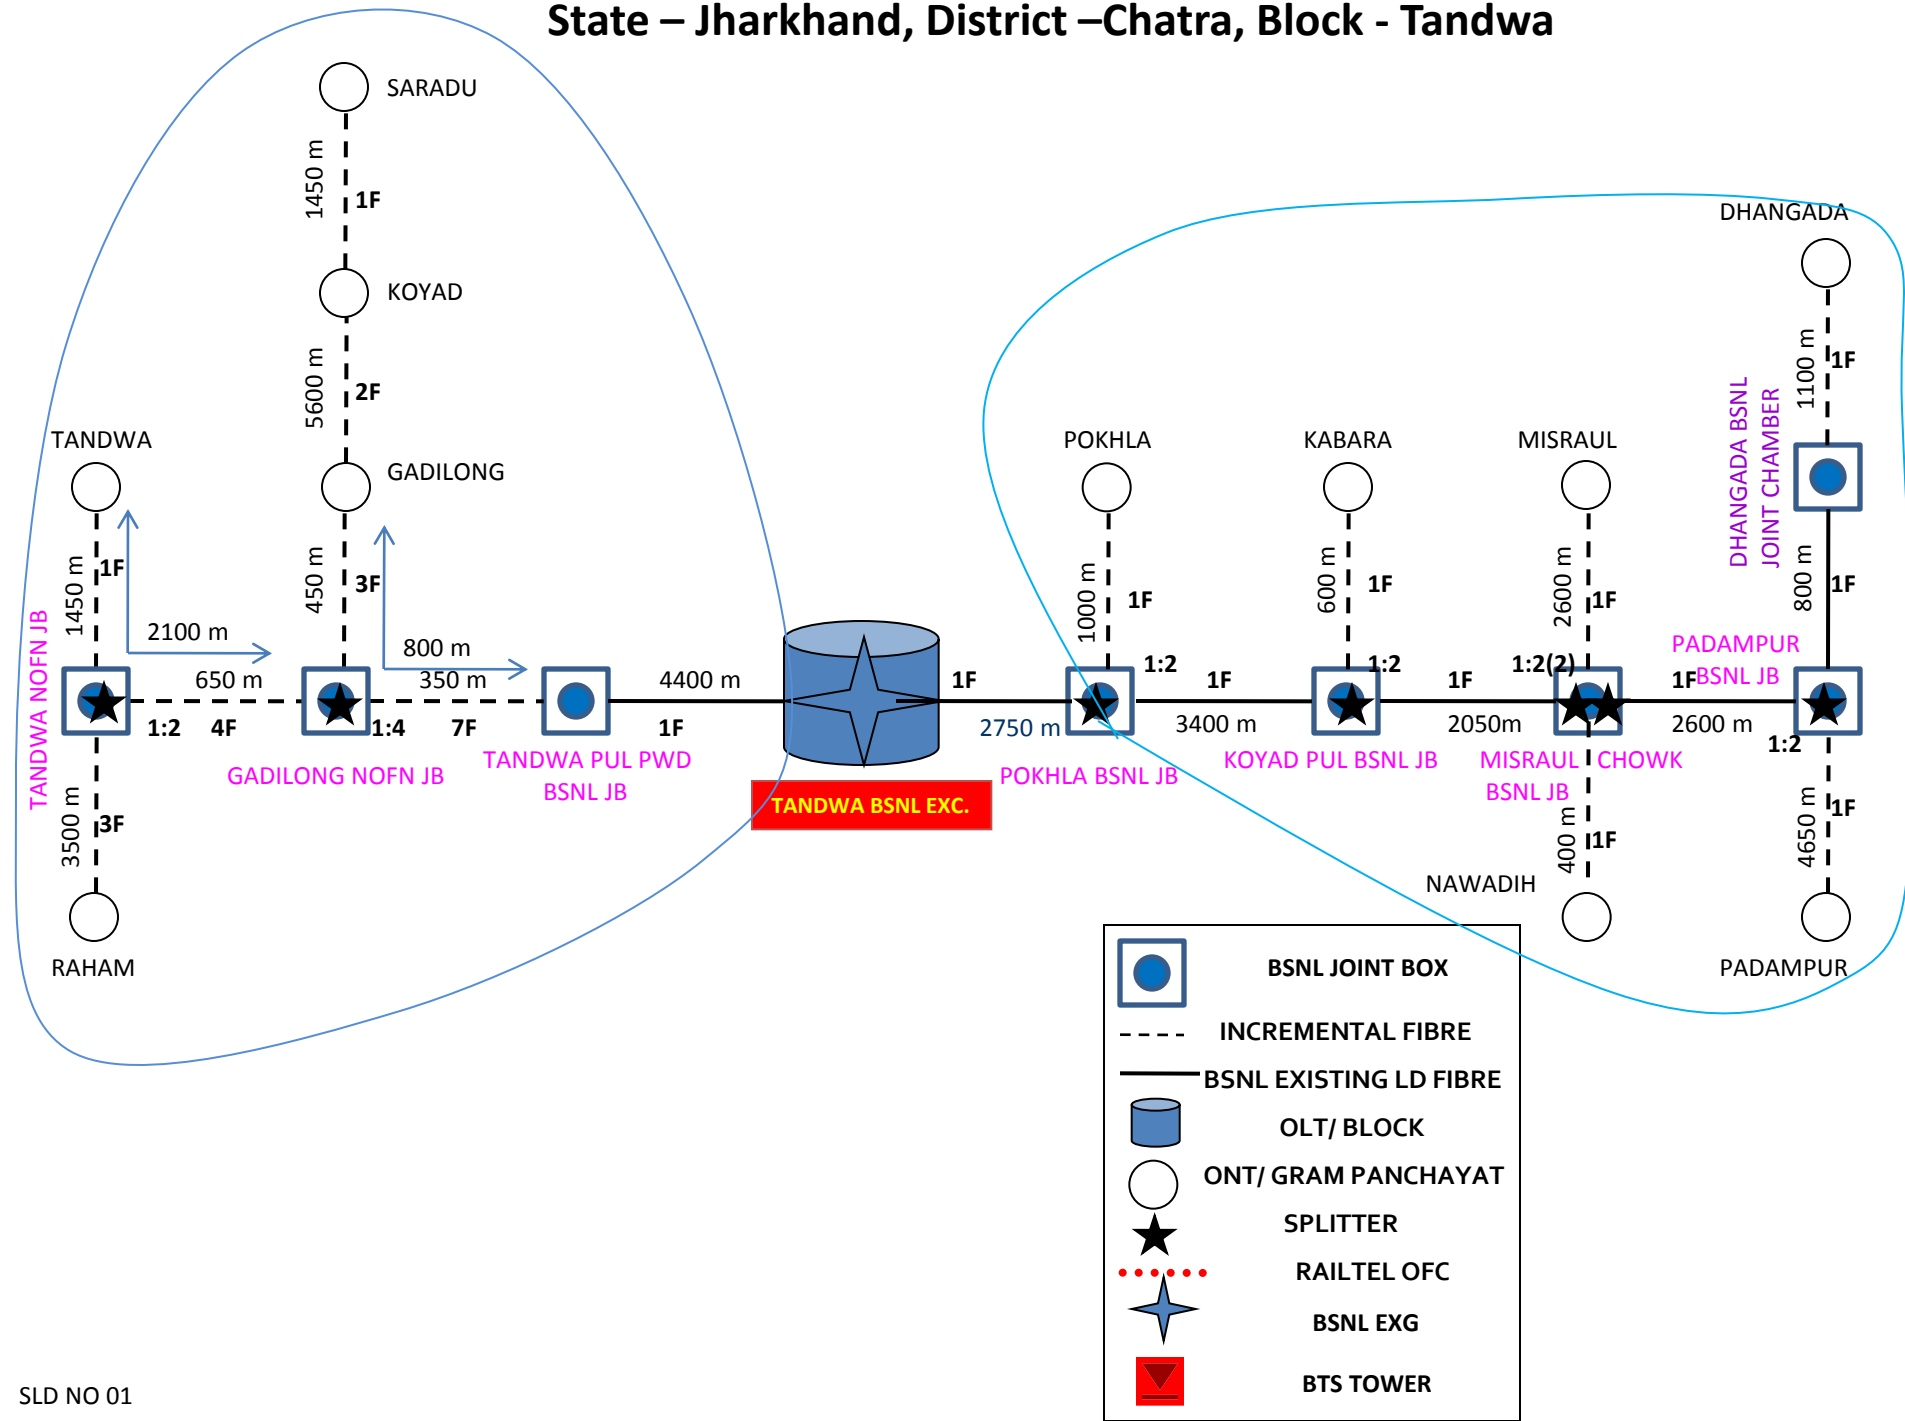 State – Jharkhand, District –Chatra, Block - Tandwa
SARADU
1450 m
1F
KOYAD
5600 m
2F
GADILONG
450 m
3F
TANDWA
1450 m
1F
2100 m
800 m
TANDWA NOFN JB
650 m
1:2
4F
GADILONG NOFN JB
350 m
1:4
7F
TANDWA PUL PWD
BSNL JB
4400 m
1F
3500 m
3F
RAHAM
TANDWA BSNL EXC.
1F
2750 m
POKHLA
1000 m
1F
1:2
POKHLA BSNL JB
1F
3400 m
KABARA
600 m
1F
1:2
KOYAD PUL BSNL JB
1F
2050m
MISRAUL
2600 m
1F
1:2(2)
MISRAUL CHOWK
BSNL JB
400 m
1F
NAWADIH
1F
2600 m
PADAMPUR
BSNL JB
1:2
DHANGADA
1100 m
1F
DHANGADA BSNL
JOINT CHAMBER
800 m
1F
4650 m
1F
PADAMPUR
BSNL JOINT BOX
INCREMENTAL FIBRE
BSNL EXISTING LD FIBRE
OLT/ BLOCK
ONT/ GRAM PANCHAYAT
SPLITTER
RAILTEL OFC
BSNL EXG
BTS TOWER
SLD NO 01